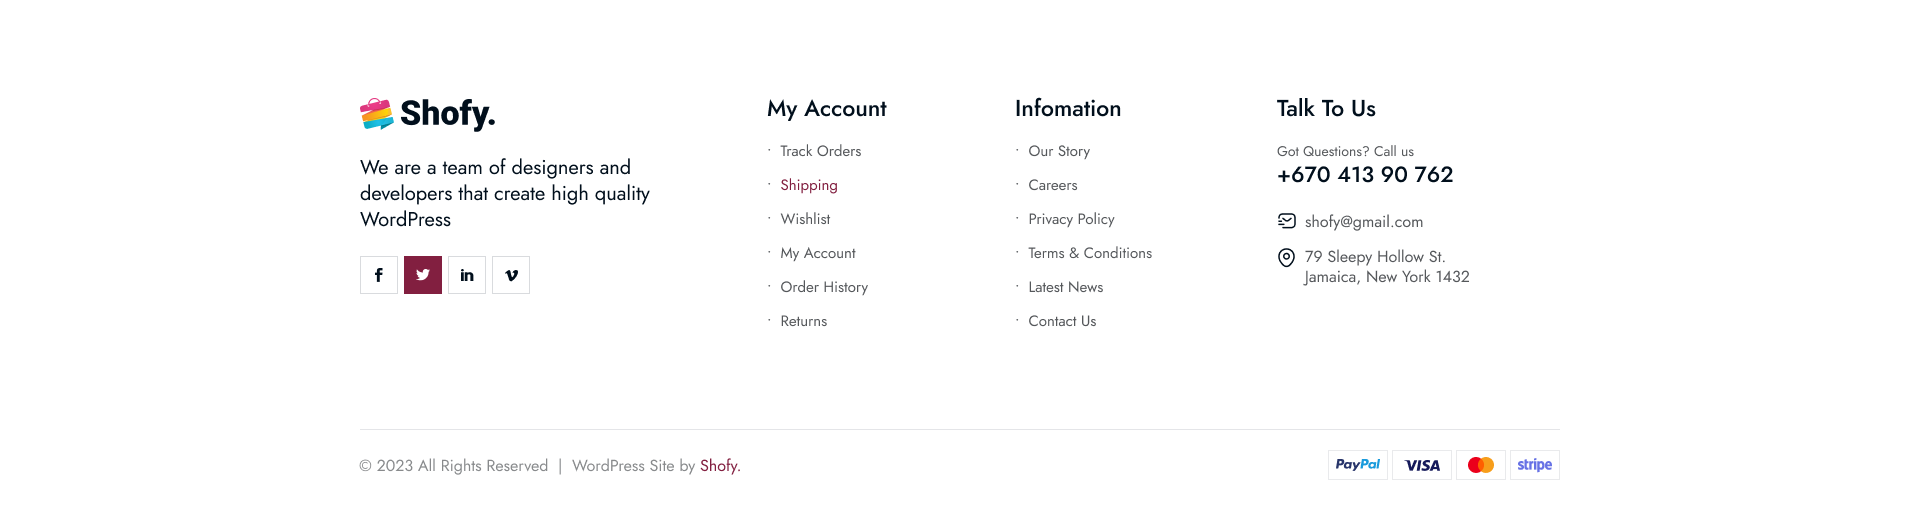 Shofy.
We are a team of designers and
developers that create high quality
WordPress
My Account
· Track Orders
· Shipping
· Wishlist
· My Account
· Order History
· Returns
Infomation
· Our Story
· Careers
· Privacy Policy
· Terms & Conditions
· Latest News
· Contact Us
Talk To Us
Got Questions? Call us
+670 413 90 762
shofy@gmail.com
79 Sleepy Hollow St.
Jamaica, New York 1432
© 2023 All Rights Reserved | WordPress Site by Shofy.
PayPal VISA stripe